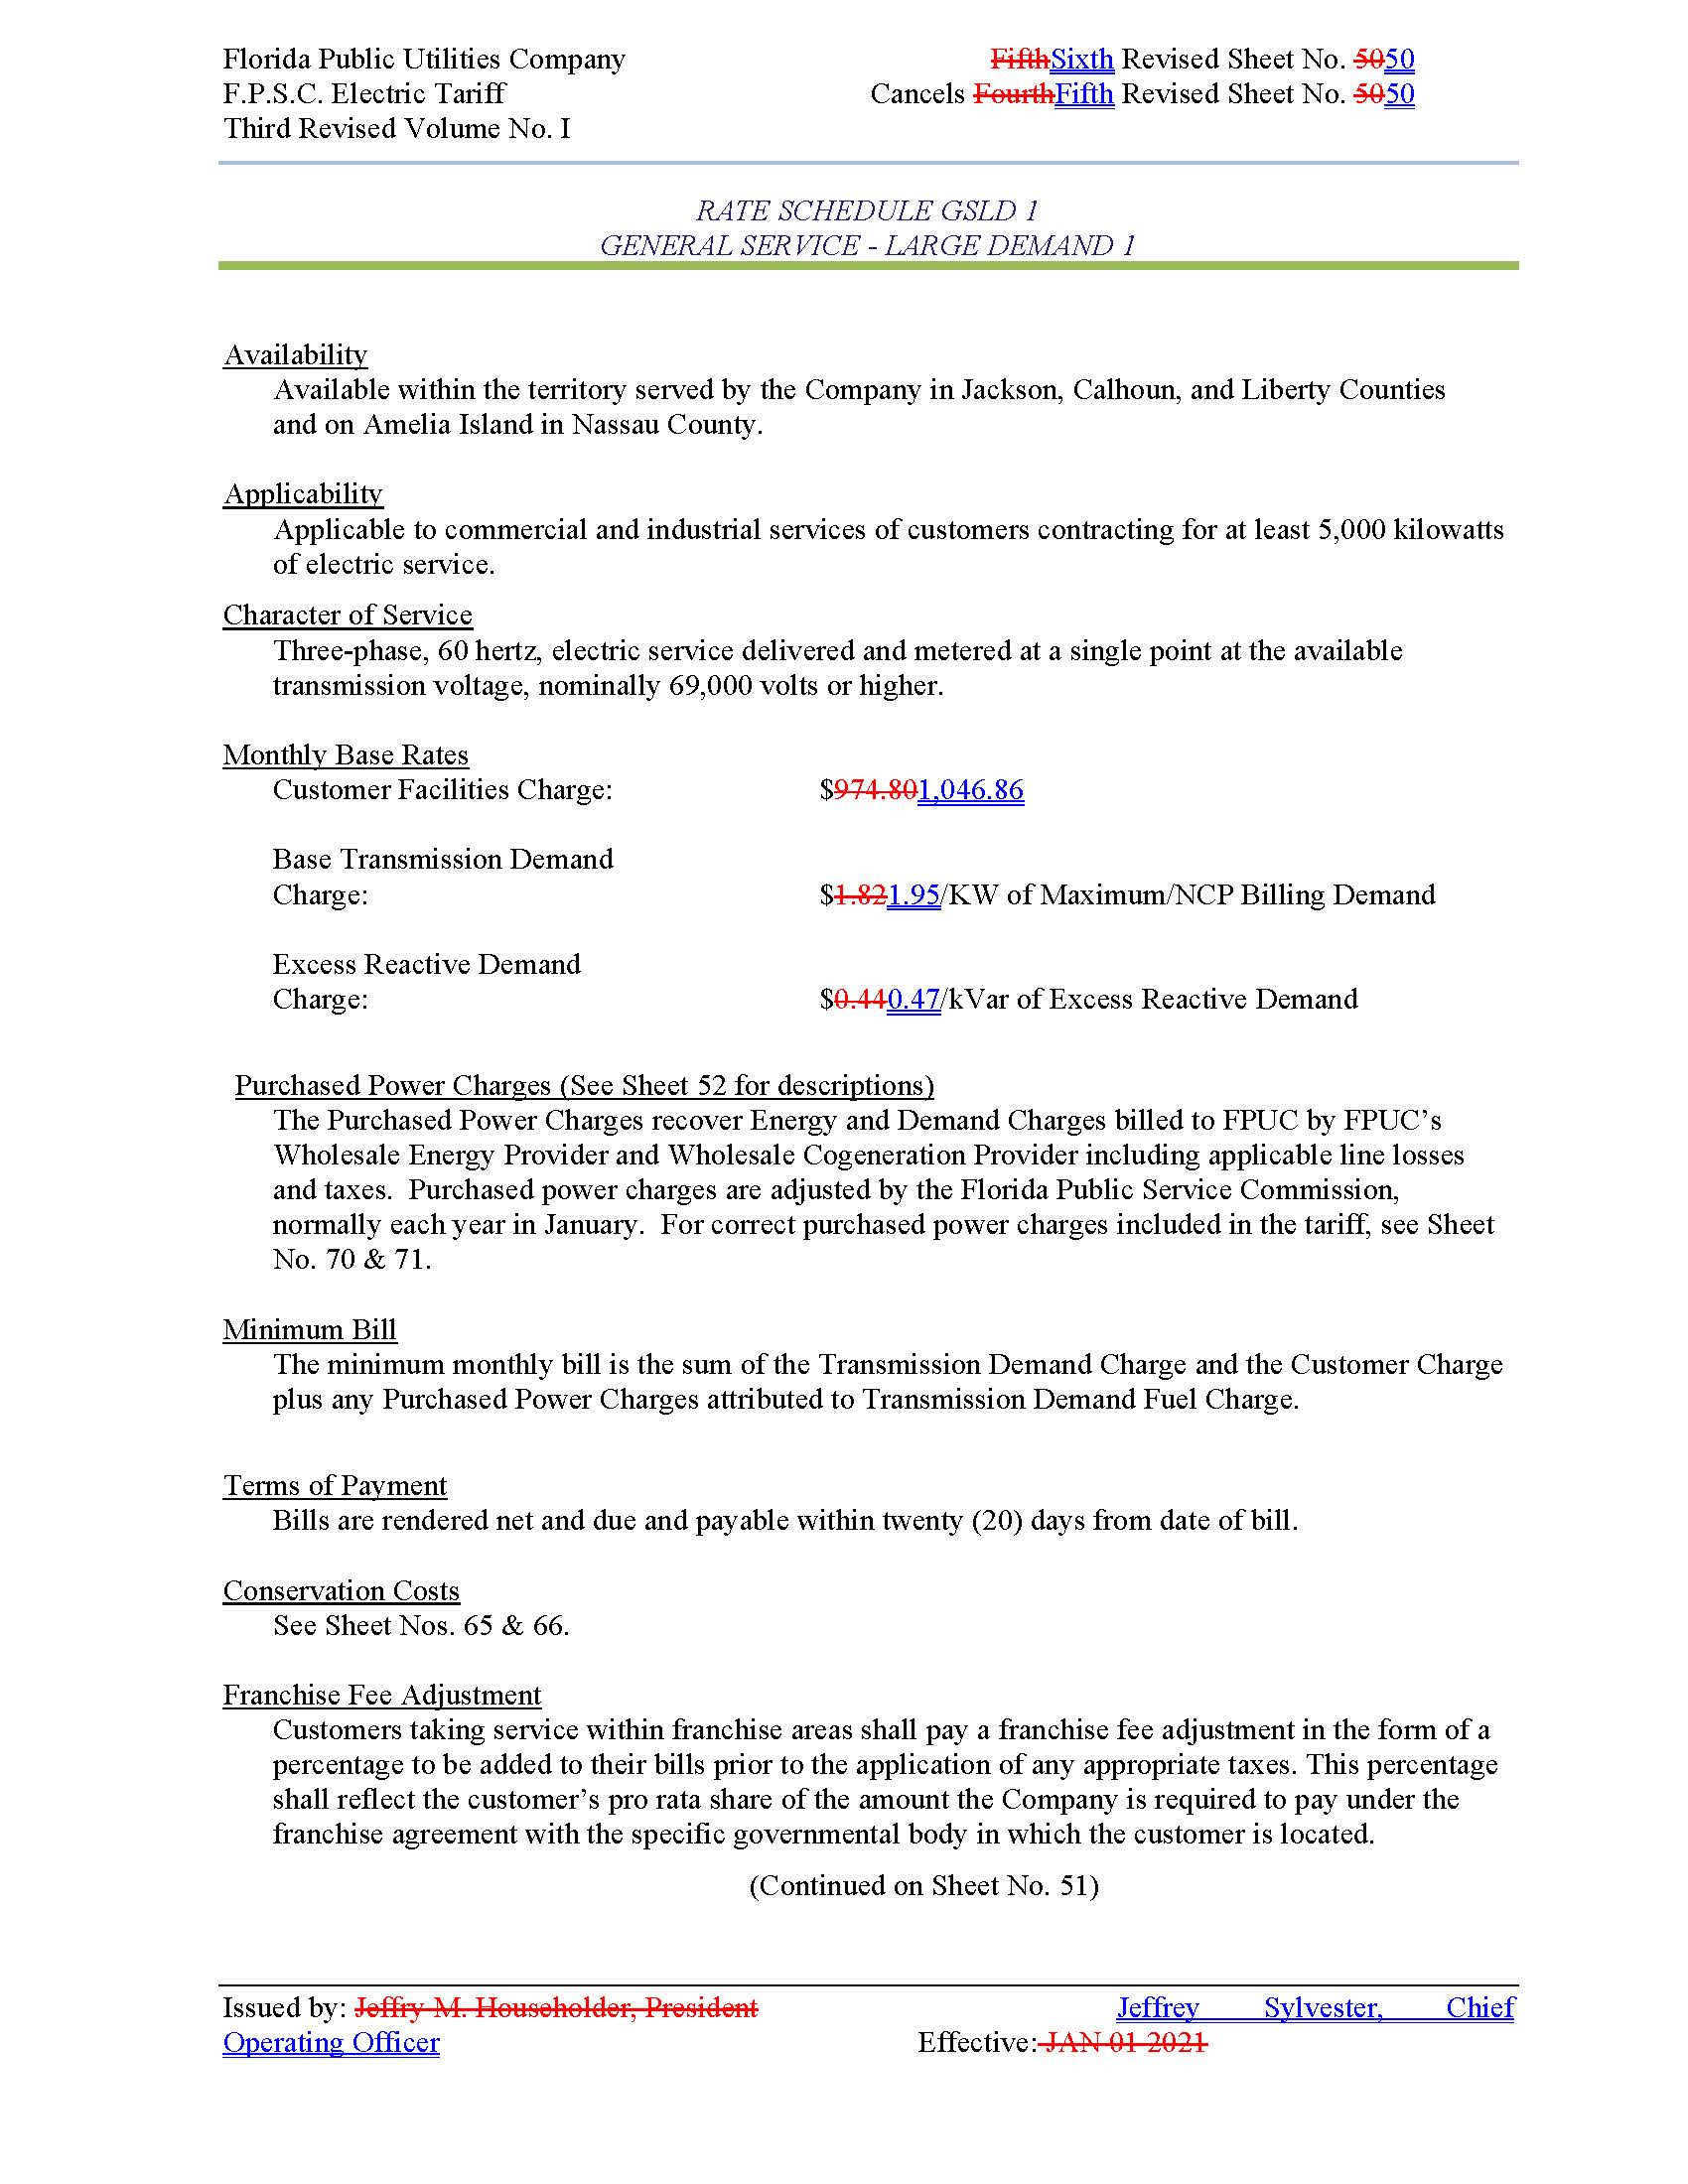 Florida Public Utilities Company FifthSixth Revised Sheet No. 5050
F.P.S.C. Electric Tariff Cancels FourthFifth Revised Sheet No. 5050
Third Revised Volume No. I
RATE SCHEDULE GSLD 1
GENERAL SERVICE - LARGE DEMAND 1
Availability
Available within the territory served by the Company in Jackson, Calhoun, and Liberty Counties
and on Amelia Island in Nassau County.
Applicability
Applicable to commercial and industrial services of customers contracting for at least 5,000 kilowatts
of electric service.
Character of Service
Three-phase, 60 hertz, electric service delivered and metered at a single point at the available
transmission voltage, nominally 69,000 volts or higher.
Monthly Base Rates
Customer Facilities Charge: $974.801,046.86
Base Transmission Demand
Charge: $1.821.95/KW of Maximum/NCP Billing Demand
Excess Reactive Demand
Charge: $0.440.47/kVar of Excess Reactive Demand
Purchased Power Charges (See Sheet 52 for descriptions)
The Purchased Power Charges recover Energy and Demand Charges billed to FPUC by FPUC’s
Wholesale Energy Provider and Wholesale Cogeneration Provider including applicable line losses
and taxes.  Purchased power charges are adjusted by the Florida Public Service Commission,
normally each year in January.  For correct purchased power charges included in the tariff, see Sheet
No. 70 & 71.
Minimum Bill
The minimum monthly bill is the sum of the Transmission Demand Charge and the Customer Charge
plus any Purchased Power Charges attributed to Transmission Demand Fuel Charge.
Terms of Payment
Bills are rendered net and due and payable within twenty (20) days from date of bill.
Conservation Costs
See Sheet Nos. 65 & 66.
Franchise Fee Adjustment
Customers taking service within franchise areas shall pay a franchise fee adjustment in the form of a
percentage to be added to their bills prior to the application of any appropriate taxes. This percentage
shall reflect the customer’s pro rata share of the amount the Company is required to pay under the
franchise agreement with the specific governmental body in which the customer is located.
(Continued on Sheet No. 51)
Issued by: Jeffry M. Householder, President Jeffrey Sylvester, Chief
Operating Officer Effective: JAN 01 2021